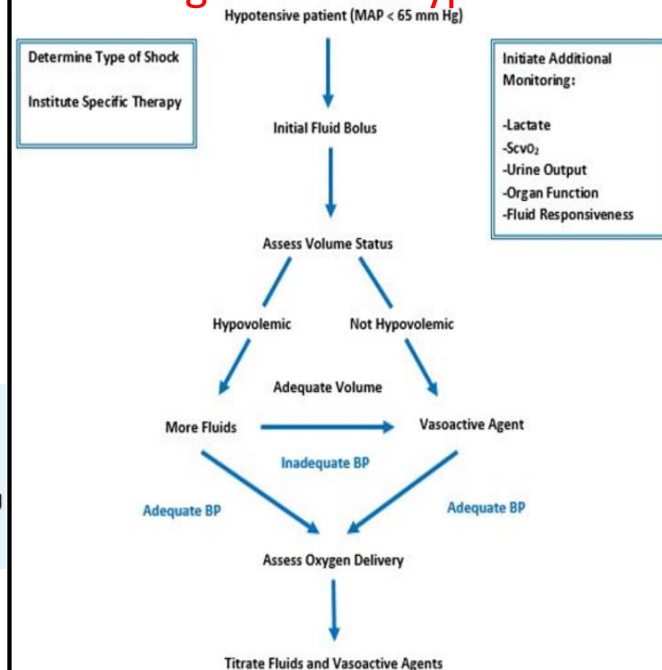 Hypotensive patient (MAP < 65 mm Hg)
Determine Type of Shock
Institute Specific Therapy
Initiate Additional
Monitoring:
-Lactate
-ScvO₂
-Urine Output
-Organ Function
-Fluid Responsiveness
Initial Fluid Bolus
Assess Volume Status
Hypovolemic
Not Hypovolemic
Adequate Volume
More Fluids
Vasoactive Agent
Inadequate BP
Adequate BP
Adequate BP
Assess Oxygen Delivery
Titrate Fluids and Vasoactive Agents